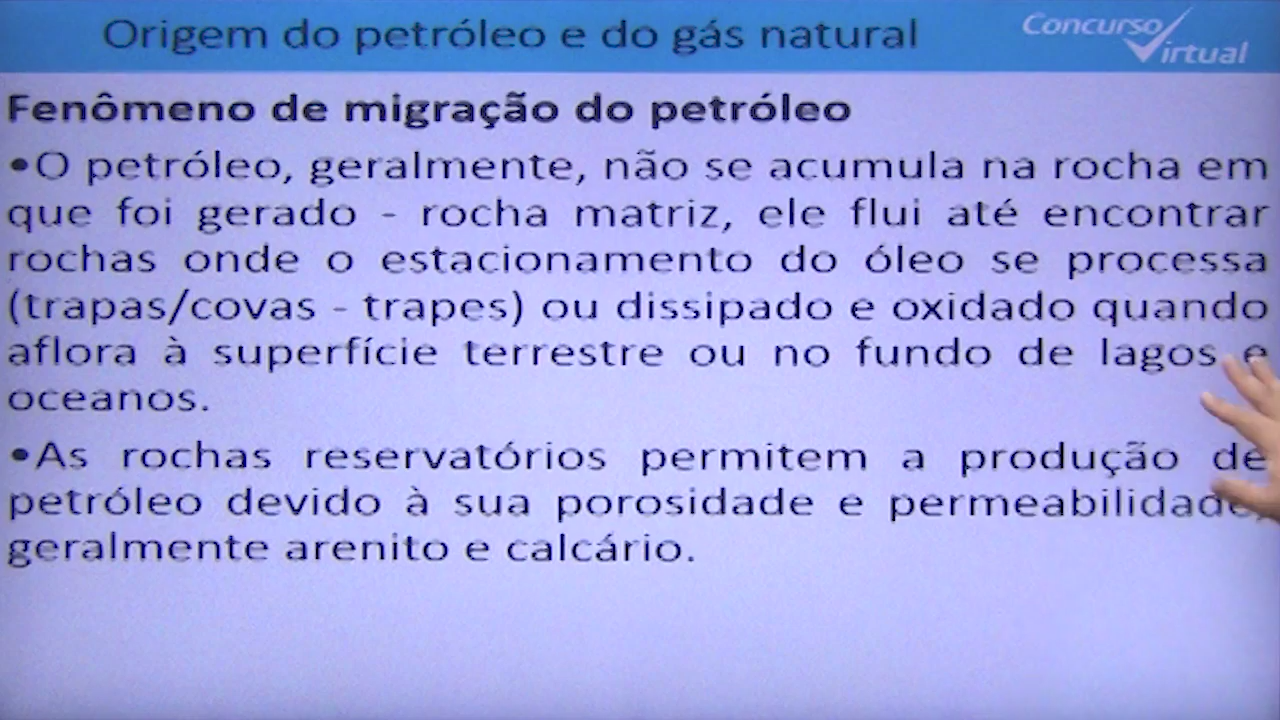 Origem do petróleo e do gás natural
Concurso Virtual
Fenômeno de migração do petróleo
•O petróleo, geralmente, não se acumula na rocha em
que foi gerado - rocha matriz, ele flui até encontrar
rochas onde o estacionamento do óleo se processa
(trapas/covas - trapes) ou dissipado e oxidado quando
aflora à superfície terrestre ou no fundo de lagos e
oceanos.
•As rochas reservatórios permitem a produção de
petróleo devido à sua porosidade e permeabilidade,
geralmente arenito e calcário.